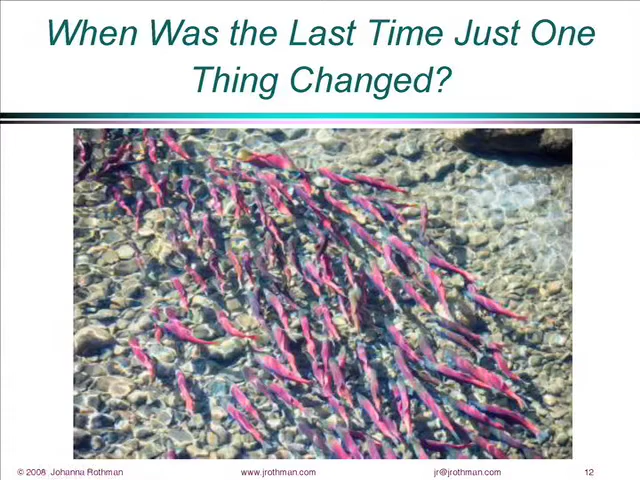 When Was the Last Time Just One
Thing Changed?
© 2008 Johanna Rothman www.jrothman.com jr@jrothman.com 12